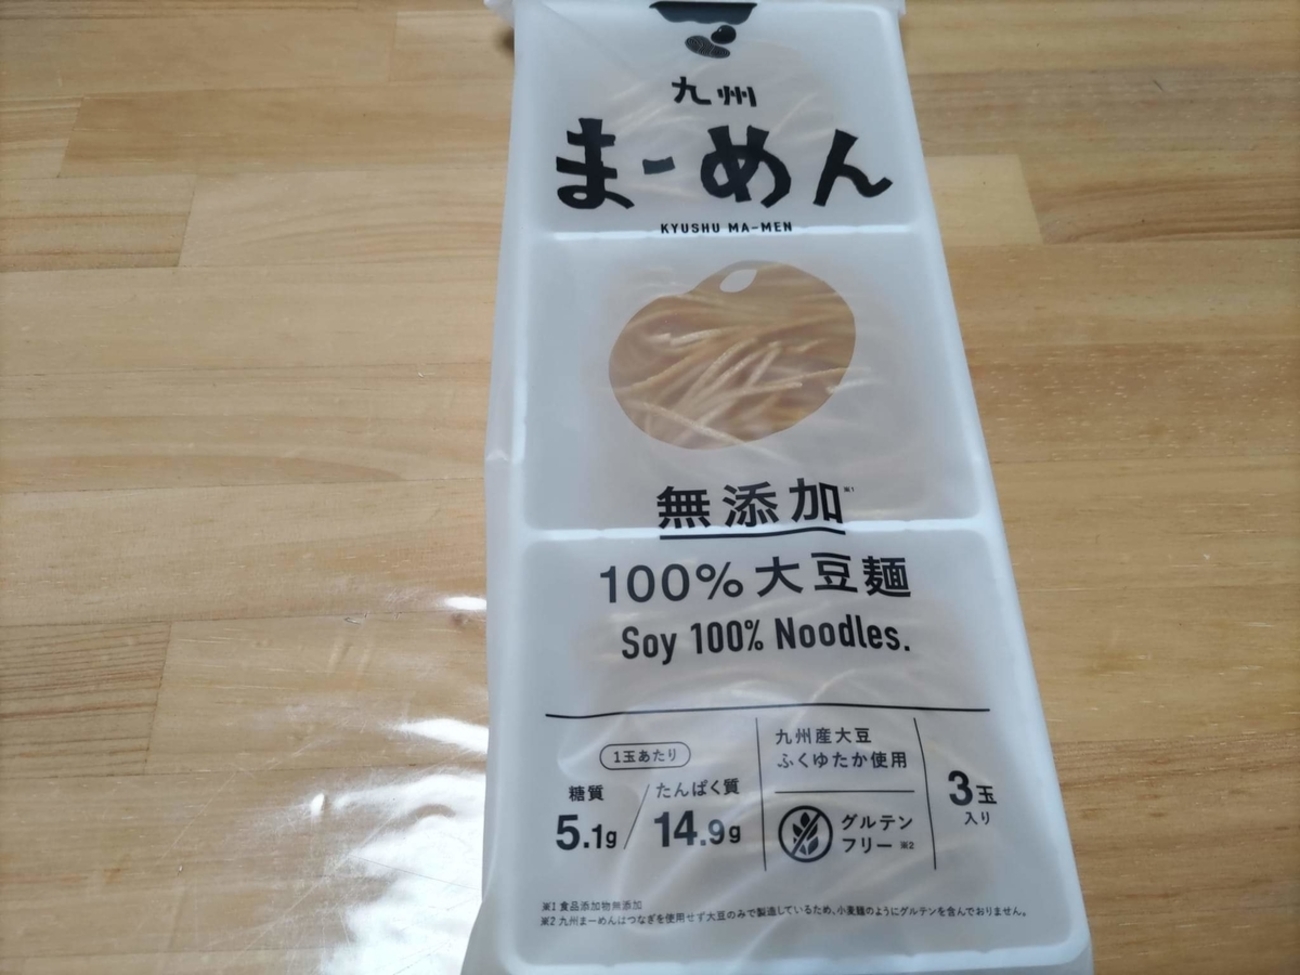 九州
まーめん
KYUSHU MA-MEN
無添加※1
100%大豆麺
Soy 100% Noodles.
1玉あたり
糖質
5.1g
たんぱく質
14.9g
九州産大豆
ふくゆたか使用
グルテン
フリー※2
3玉
入り
※1 食品添加物無添加
※2 九州まーめんはつなぎを使用せず大豆のみで製造しているため、小麦麺のようにグルテンを含んでおりません。